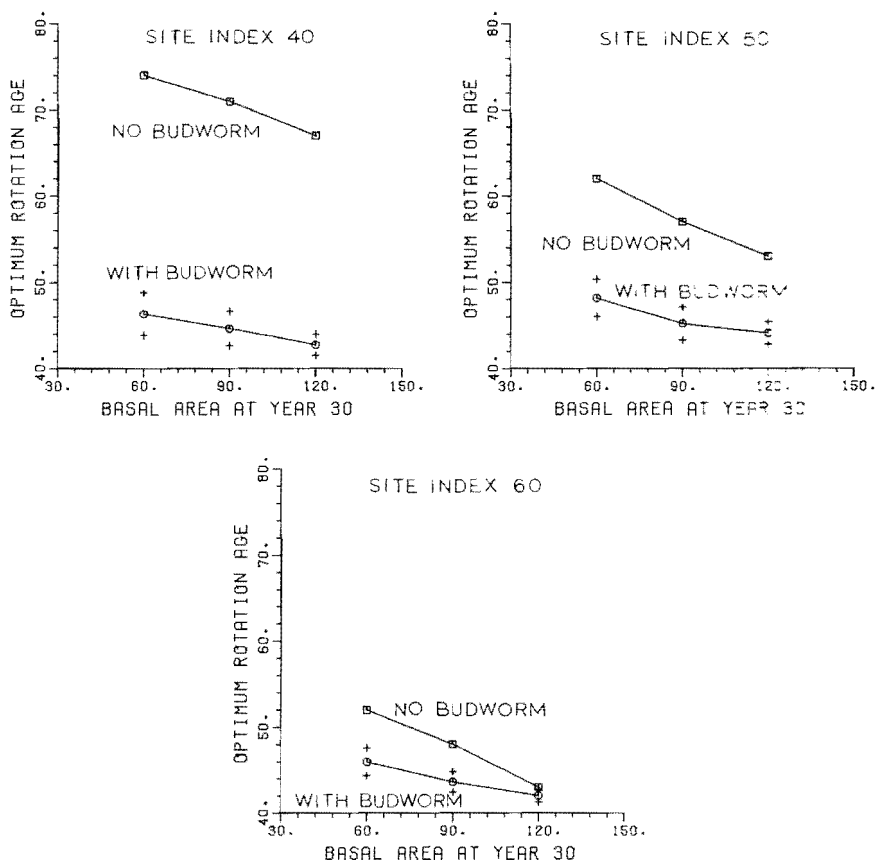 SITE INDEX 40
OPTIMUM ROTATION AGE
80.
70.
60.
50.
40.
NO BUDWORM
WITH BUDWORM
30. 60. 90. 120. 150.
BASAL AREA AT YEAR 30
SITE INDEX 50
OPTIMUM ROTATION AGE
80.
70.
60.
50.
40.
NO BUDWORM
WITH BUDWORM
30. 60. 90. 120. 150.
BASAL AREA AT YEAR 30
SITE INDEX 60
OPTIMUM ROTATION AGE
80.
70.
60.
50.
40.
NO BUDWORM
WITH BUDWORM
30. 60. 90. 120. 150.
BASAL AREA AT YEAR 30